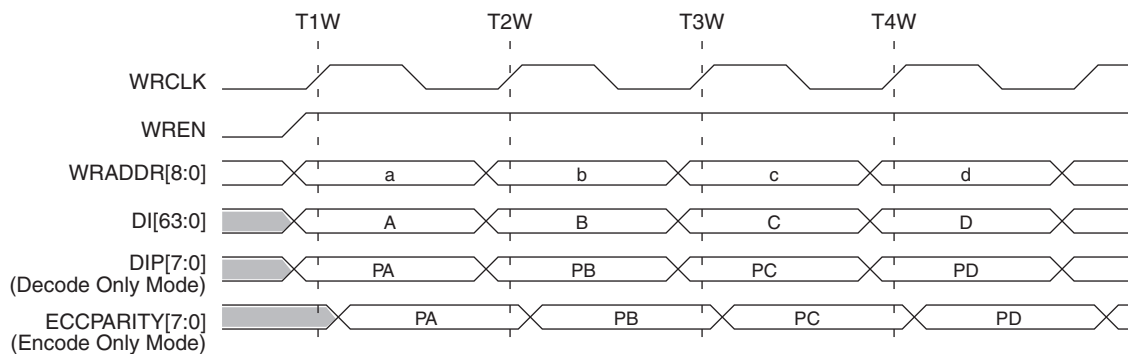 T1W T2W T3W T4W
WRCLK
WREN
WRADDR[8:0] a b c d
DI[63:0] A B C D
DIP[7:0] PA PB PC PD
(Decode Only Mode)
ECCPARITY[7:0] PA PB PC PD
(Encode Only Mode)